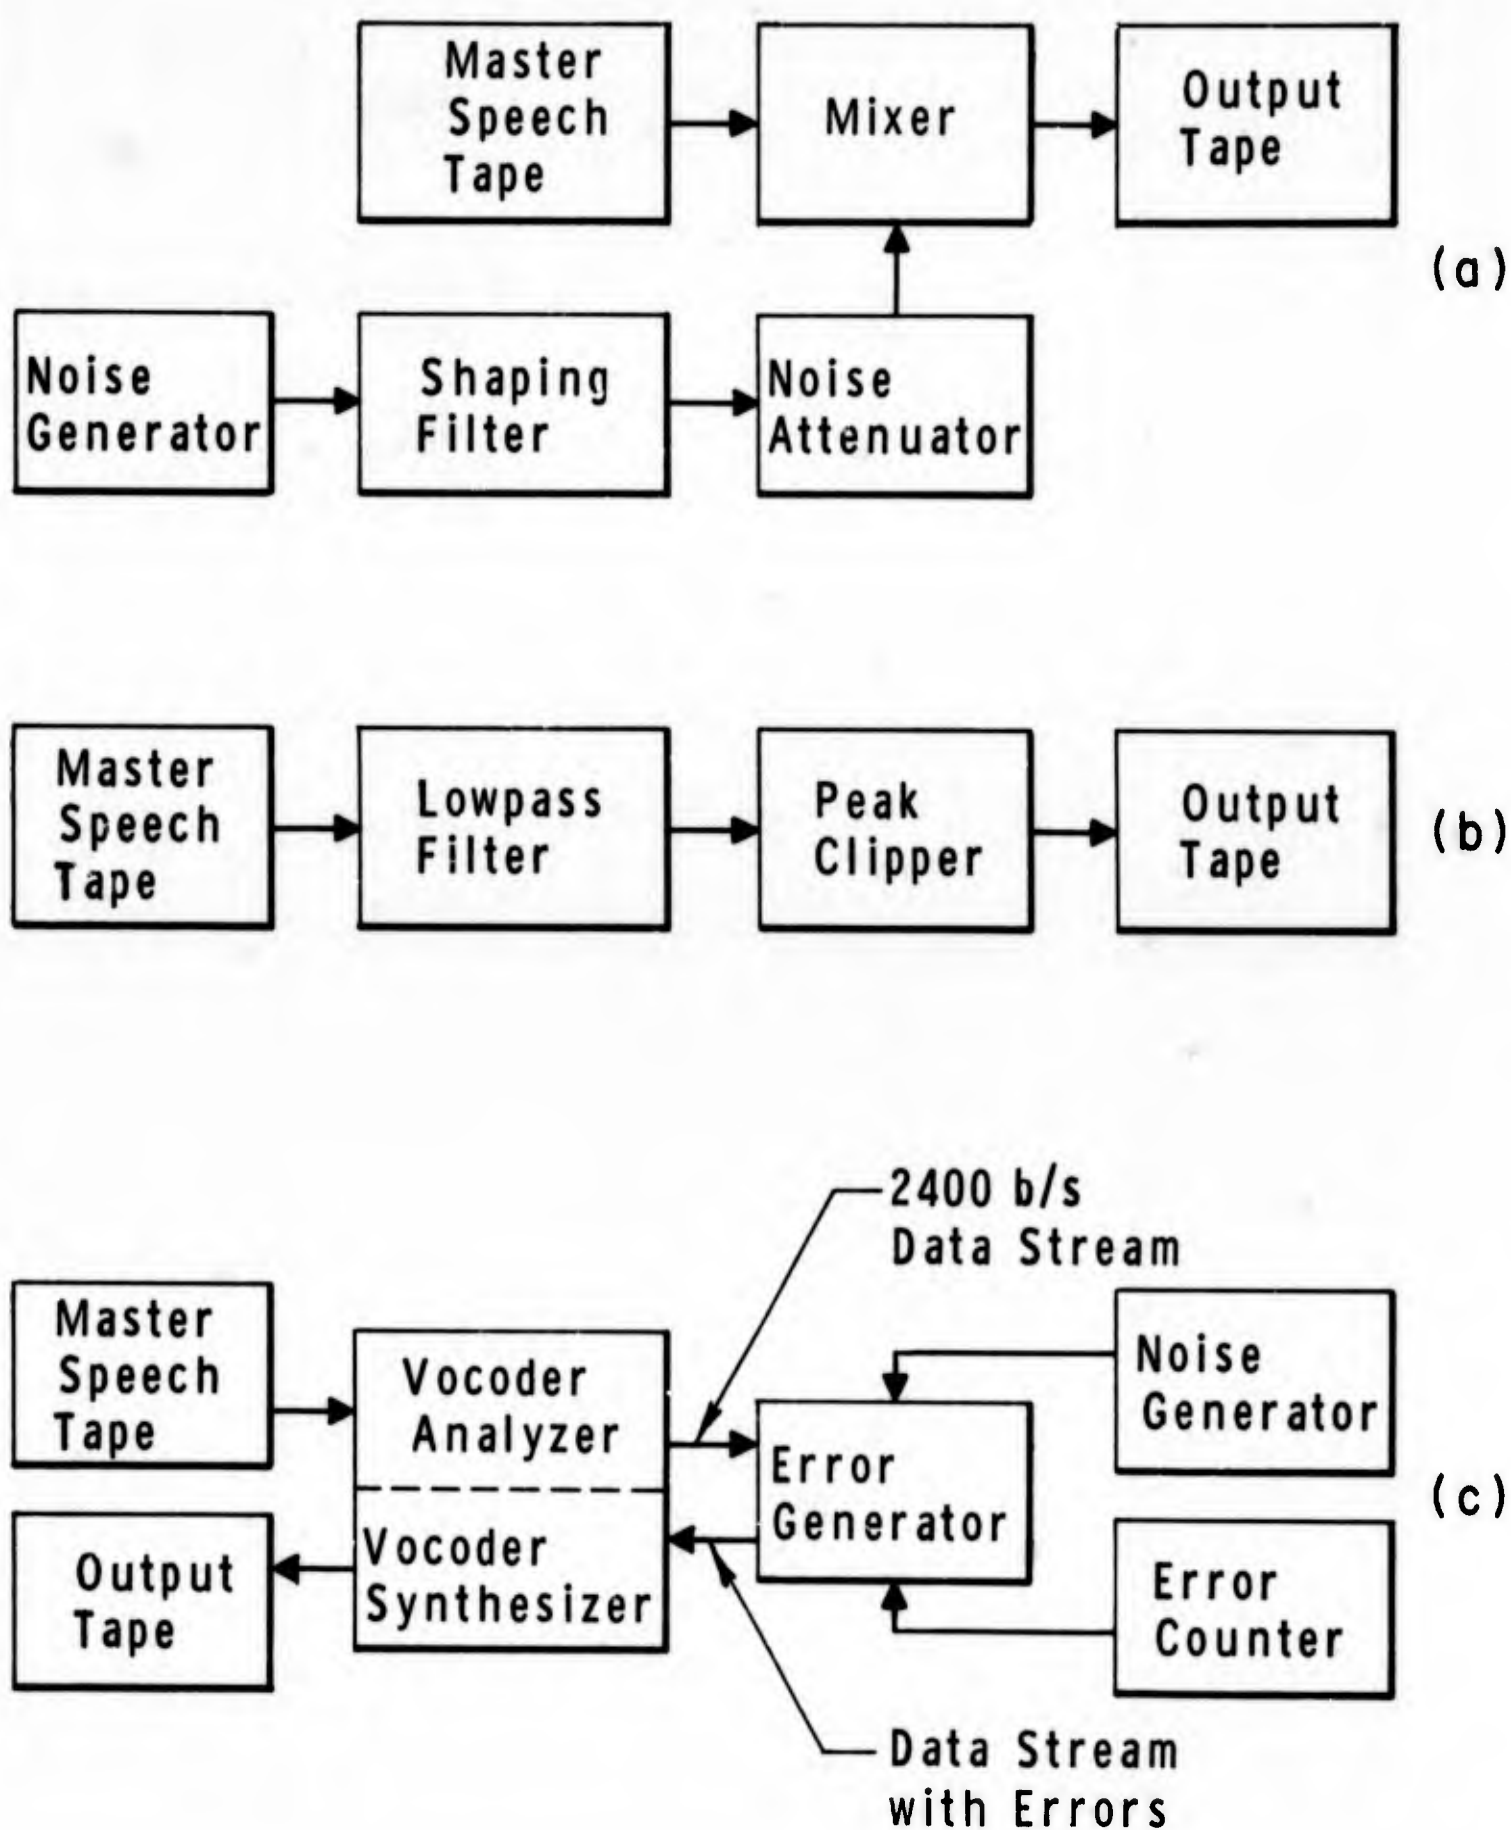 Master
Speech
Tape
Mixer
Output
Tape
(a)
Noise
Generator
Shaping
Filter
Noise
Attenuator
Master
Speech
Tape
Lowpass
Filter
Peak
Clipper
Output
Tape
(b)
2400 b/s
Data Stream
Master
Speech
Tape
Vocoder
Analyzer
Noise
Generator
Error
Generator
(c)
Output
Tape
Vocoder
Synthesizer
Error
Counter
Data Stream
with Errors